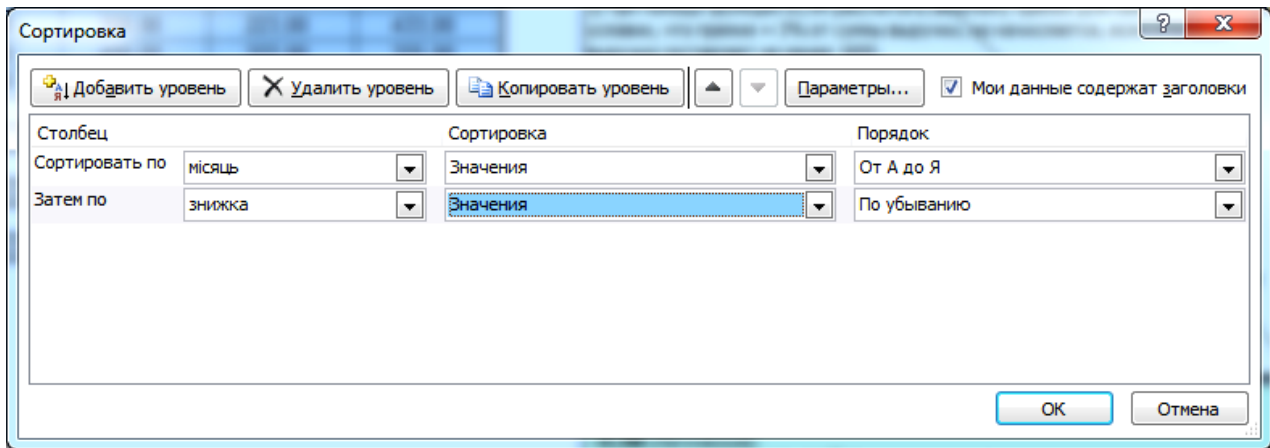 Сортировка
Добавить уровень Удалить уровень Копировать уровень Параметры... Мои данные содержат заголовки
Столбец Сортировка Порядок
Сортировать по місяць Значения От А до Я
Затем по знижка Значения По убыванию
ОК Отмена